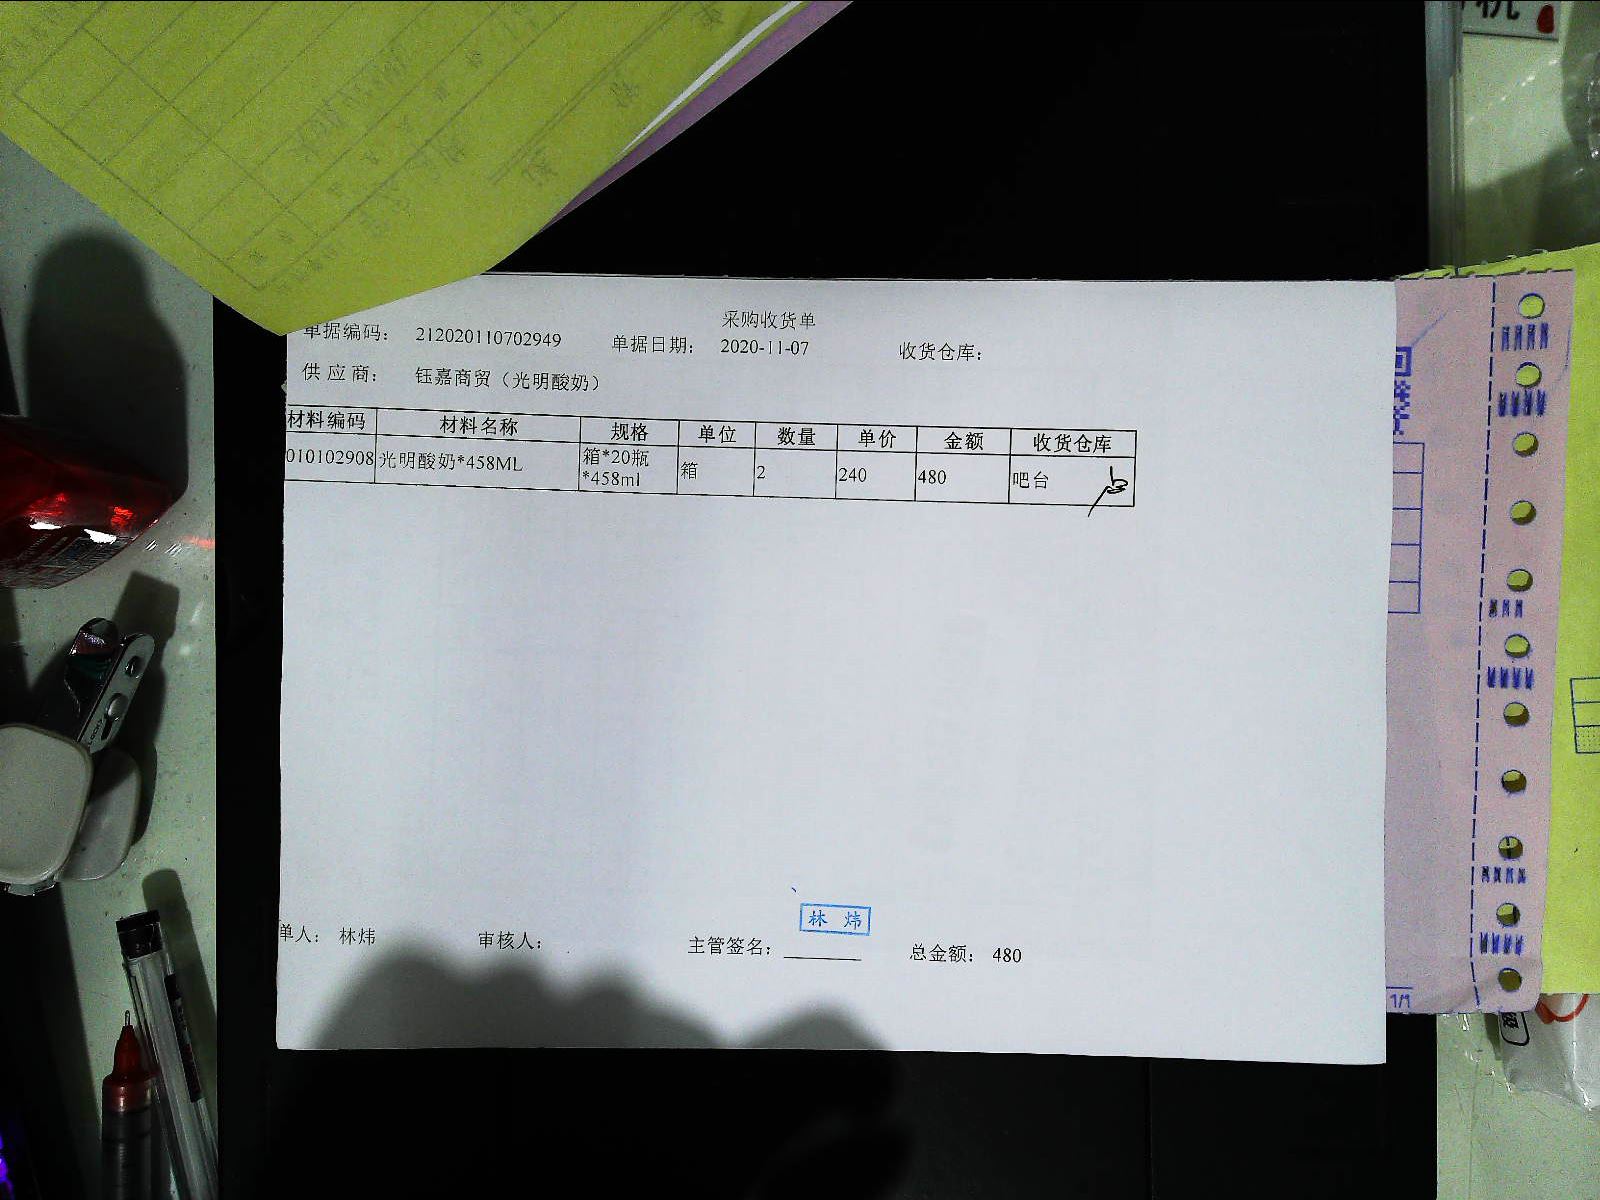 采购收货单
单据编码： 212020110702949 单据日期： 2020-11-07 收货仓库：
供应商： 钰嘉商贸（光明酸奶）
材料编码 材料名称 规格 单位 数量 单价 金额 收货仓库
010102908 光明酸奶*458ML 箱*20瓶*458ml 箱 2 240 480 吧台
林炜
单人： 林炜 审核人： 主管签名： 总金额： 480
1/1